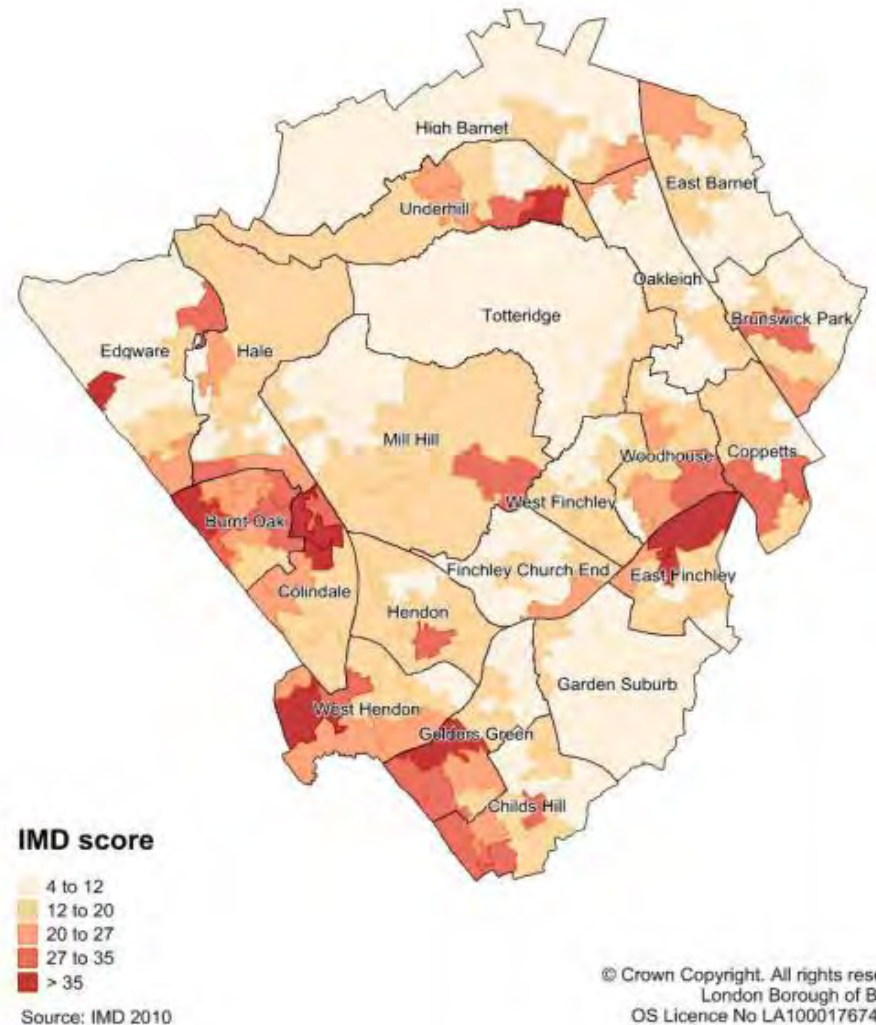 High Barnet
East Barnet
Underhill
Oakleigh
Totteridge
Brunswick Park
Edgware
Hale
Mill Hill
Woodhouse
Coppetts
West Finchley
Burnt Oak
Finchley Church End
East Finchley
Colindale
Hendon
Garden Suburb
West Hendon
Golders Green
Childs Hill
IMD score
4 to 12
12 to 20
20 to 27
27 to 35
> 35
© Crown Copyright. All rights rese
London Borough of B
OS Licence No LA100017674
Source: IMD 2010